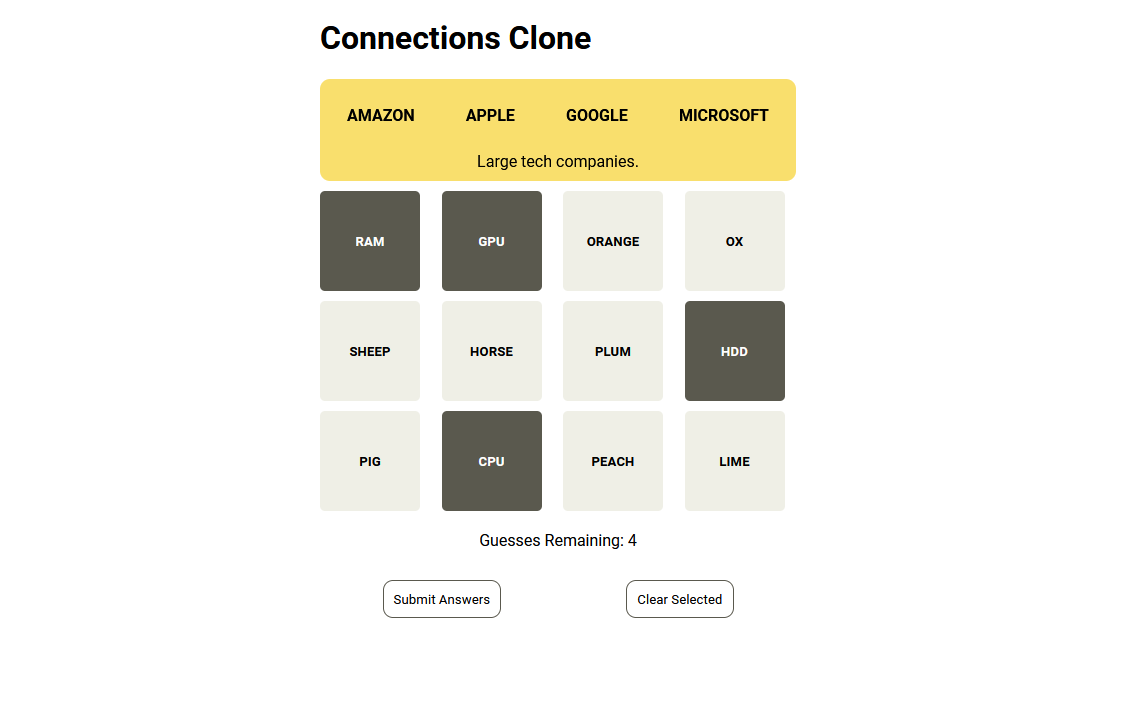 Connections Clone
AMAZON APPLE GOOGLE MICROSOFT
Large tech companies.
RAM GPU ORANGE OX
SHEEP HORSE PLUM HDD
PIG CPU PEACH LIME
Guesses Remaining: 4
Submit Answers Clear Selected